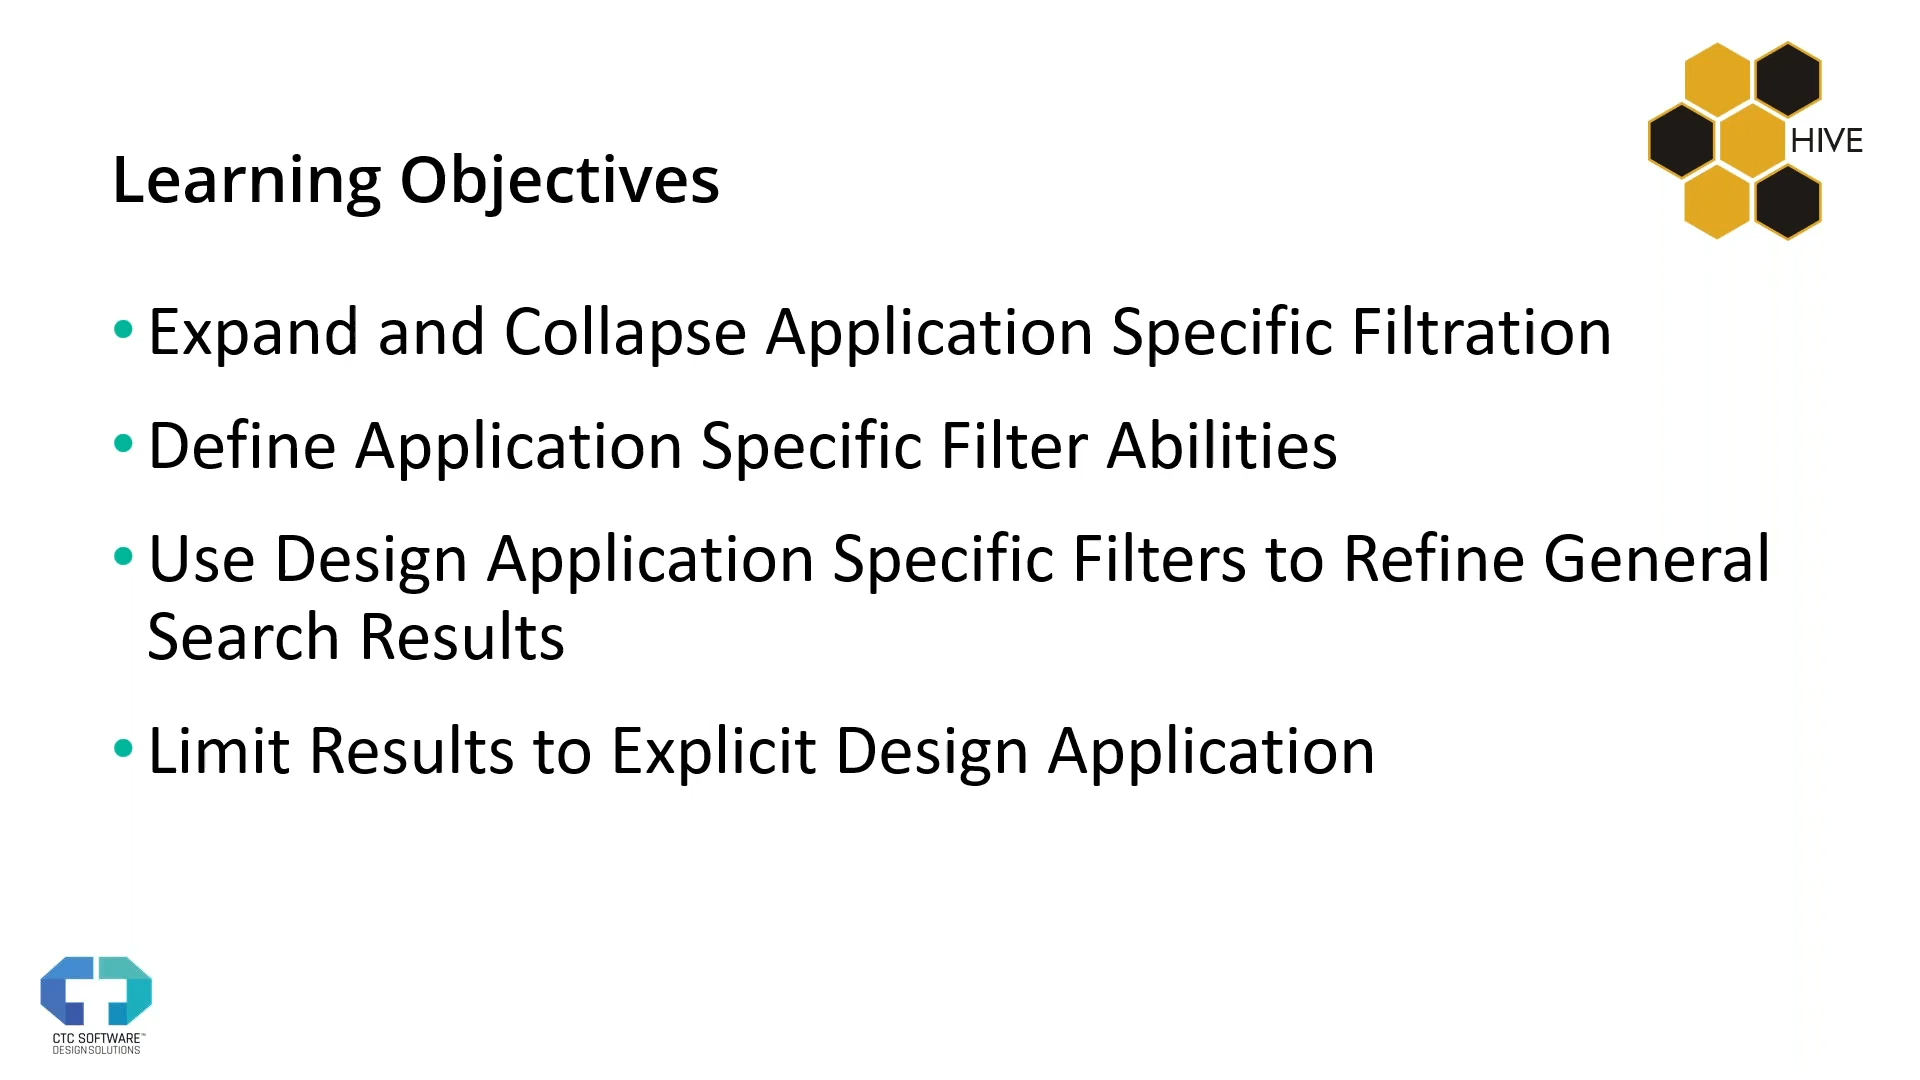 HIVE
Learning Objectives
• Expand and Collapse Application Specific Filtration
• Define Application Specific Filter Abilities
• Use Design Application Specific Filters to Refine General
Search Results
• Limit Results to Explicit Design Application
CTC SOFTWARE™
DESIGN SOLUTIONS